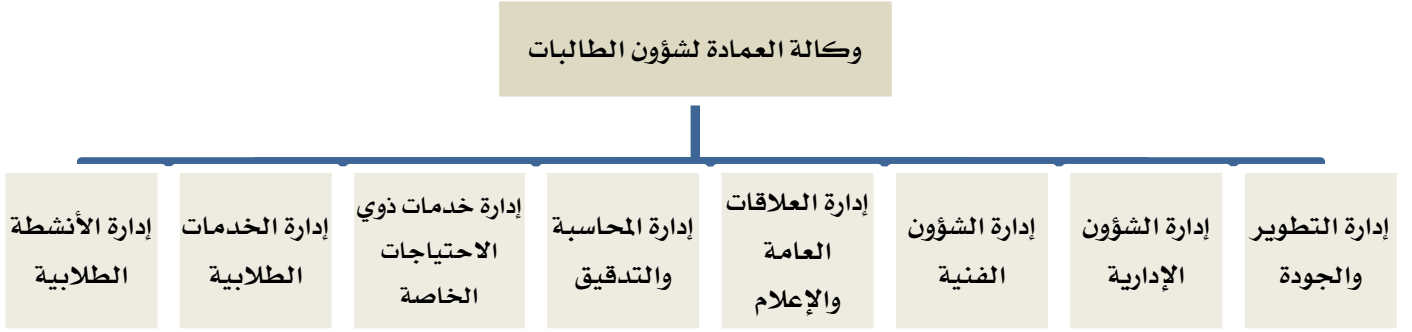 وكالة العمادة لشؤون الطالبات
إدارة التطوير
والجودة
إدارة الشؤون
الإدارية
إدارة الشؤون
الفنية
إدارة العلاقات
العامة
والإعلام
إدارة المحاسبة
والتدقيق
إدارة خدمات ذوي
الاحتياجات
الخاصة
إدارة الخدمات
الطلابية
إدارة الأنشطة
الطلابية